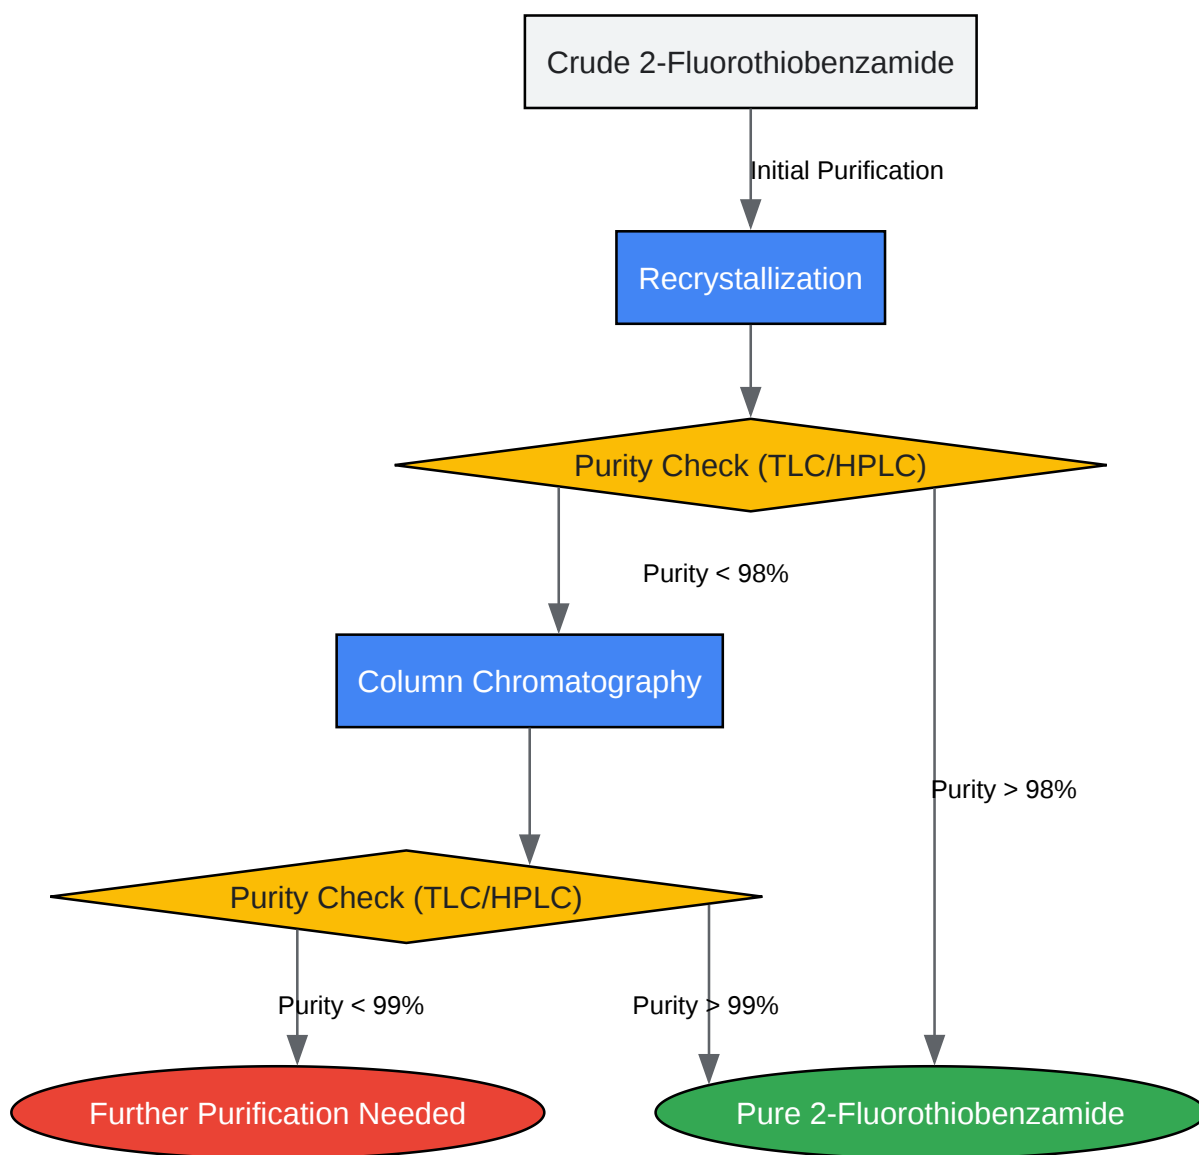 Crude 2-Fluorothiobenzamide
Initial Purification
Recrystallization
Purity Check (TLC/HPLC)
Purity < 98%
Column Chromatography
Purity > 98%
Purity Check (TLC/HPLC)
Purity < 99%
Purity > 99%
Further Purification Needed
Pure 2-Fluorothiobenzamide